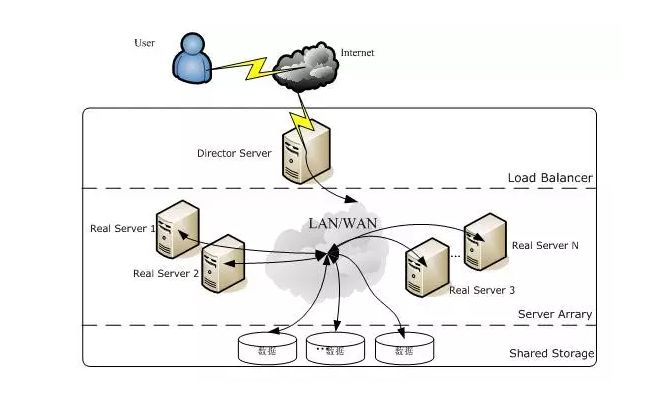 User
Internet
Director Server
Load Balancer
LAN/WAN
Real Server 1
Real Server N
Real Server 2
...
Real Server 3
Server Arrary
数据
...
数据
数据
Shared Storage